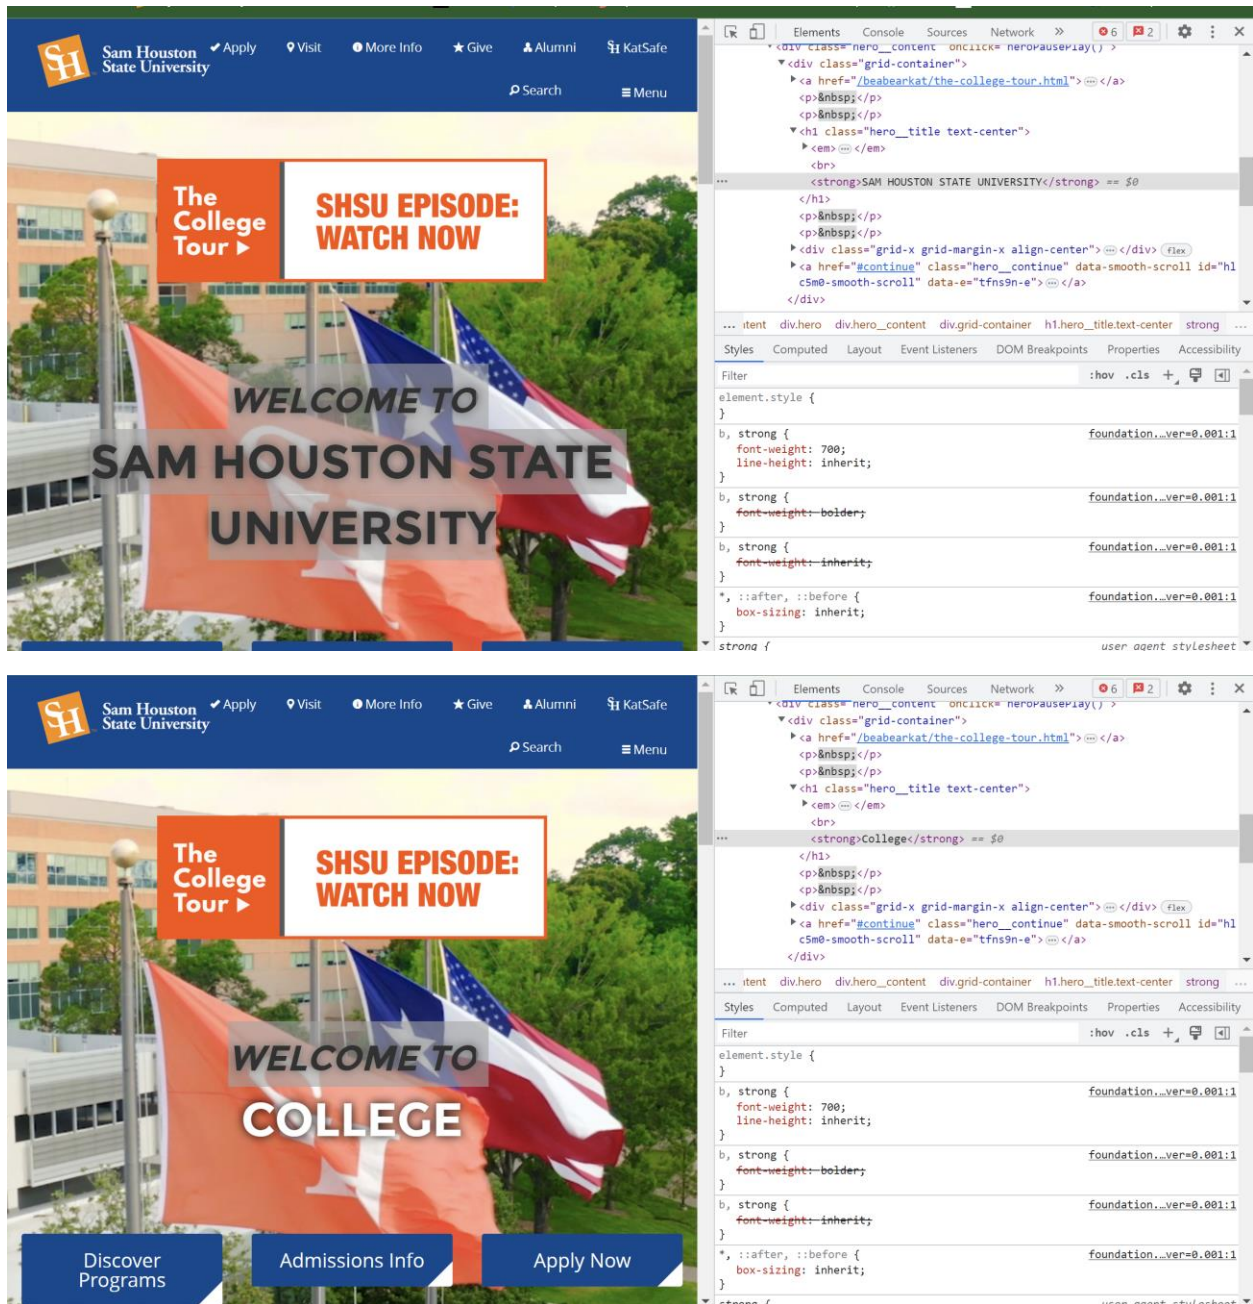 Sam Houston
State University
Apply
Visit
More Info
Give
Alumni
KatSafe
Search
Menu
The
College
Tour
SHSU EPISODE:
WATCH NOW
WELCOME TO
SAM HOUSTON STATE
UNIVERSITY
Elements Console Sources Network » 6 2
<div class="hero__content" onclick="heroPausePlay()">
<div class="grid-container">
<a href="/beabearkat/the-college-tour.html">…</a>
<p>&nbsp;</p>
<p>&nbsp;</p>
<h1 class="hero__title text-center">
<em>…</em>
<br>
… <strong>SAM HOUSTON STATE UNIVERSITY</strong> == $0
</h1>
<p>&nbsp;</p>
<p>&nbsp;</p>
<div class="grid-x grid-margin-x align-center">…</div> flex
<a href="#continue" class="hero__continue" data-smooth-scroll id="hl
c5m0-smooth-scroll" data-e="tfns9n-e">…</a>
</div>
… itent div.hero div.hero__content div.grid-container h1.hero__title.text-center strong …
Styles Computed Layout Event Listeners DOM Breakpoints Properties Accessibility
Filter :hov .cls +
element.style {
}
b, strong { foundation.…ver=0.001:1
font-weight: 700;
line-height: inherit;
}
b, strong { foundation.…ver=0.001:1
font-weight: bolder;
}
b, strong { foundation.…ver=0.001:1
font-weight: inherit;
}
*, ::after, ::before { foundation.…ver=0.001:1
box-sizing: inherit;
}
strong { user agent stylesheet
Sam Houston
State University
Apply
Visit
More Info
Give
Alumni
KatSafe
Search
Menu
The
College
Tour
SHSU EPISODE:
WATCH NOW
WELCOME TO
COLLEGE
Discover
Programs
Admissions Info
Apply Now
Elements Console Sources Network » 6 2
<div class="hero__content" onclick="heroPausePlay()">
<div class="grid-container">
<a href="/beabearkat/the-college-tour.html">…</a>
<p>&nbsp;</p>
<p>&nbsp;</p>
<h1 class="hero__title text-center">
<em>…</em>
<br>
… <strong>College</strong> == $0
</h1>
<p>&nbsp;</p>
<p>&nbsp;</p>
<div class="grid-x grid-margin-x align-center">…</div> flex
<a href="#continue" class="hero__continue" data-smooth-scroll id="hl
c5m0-smooth-scroll" data-e="tfns9n-e">…</a>
</div>
… itent div.hero div.hero__content div.grid-container h1.hero__title.text-center strong …
Styles Computed Layout Event Listeners DOM Breakpoints Properties Accessibility
Filter :hov .cls +
element.style {
}
b, strong { foundation.…ver=0.001:1
font-weight: 700;
line-height: inherit;
}
b, strong { foundation.…ver=0.001:1
font-weight: bolder;
}
b, strong { foundation.…ver=0.001:1
font-weight: inherit;
}
*, ::after, ::before { foundation.…ver=0.001:1
box-sizing: inherit;
}